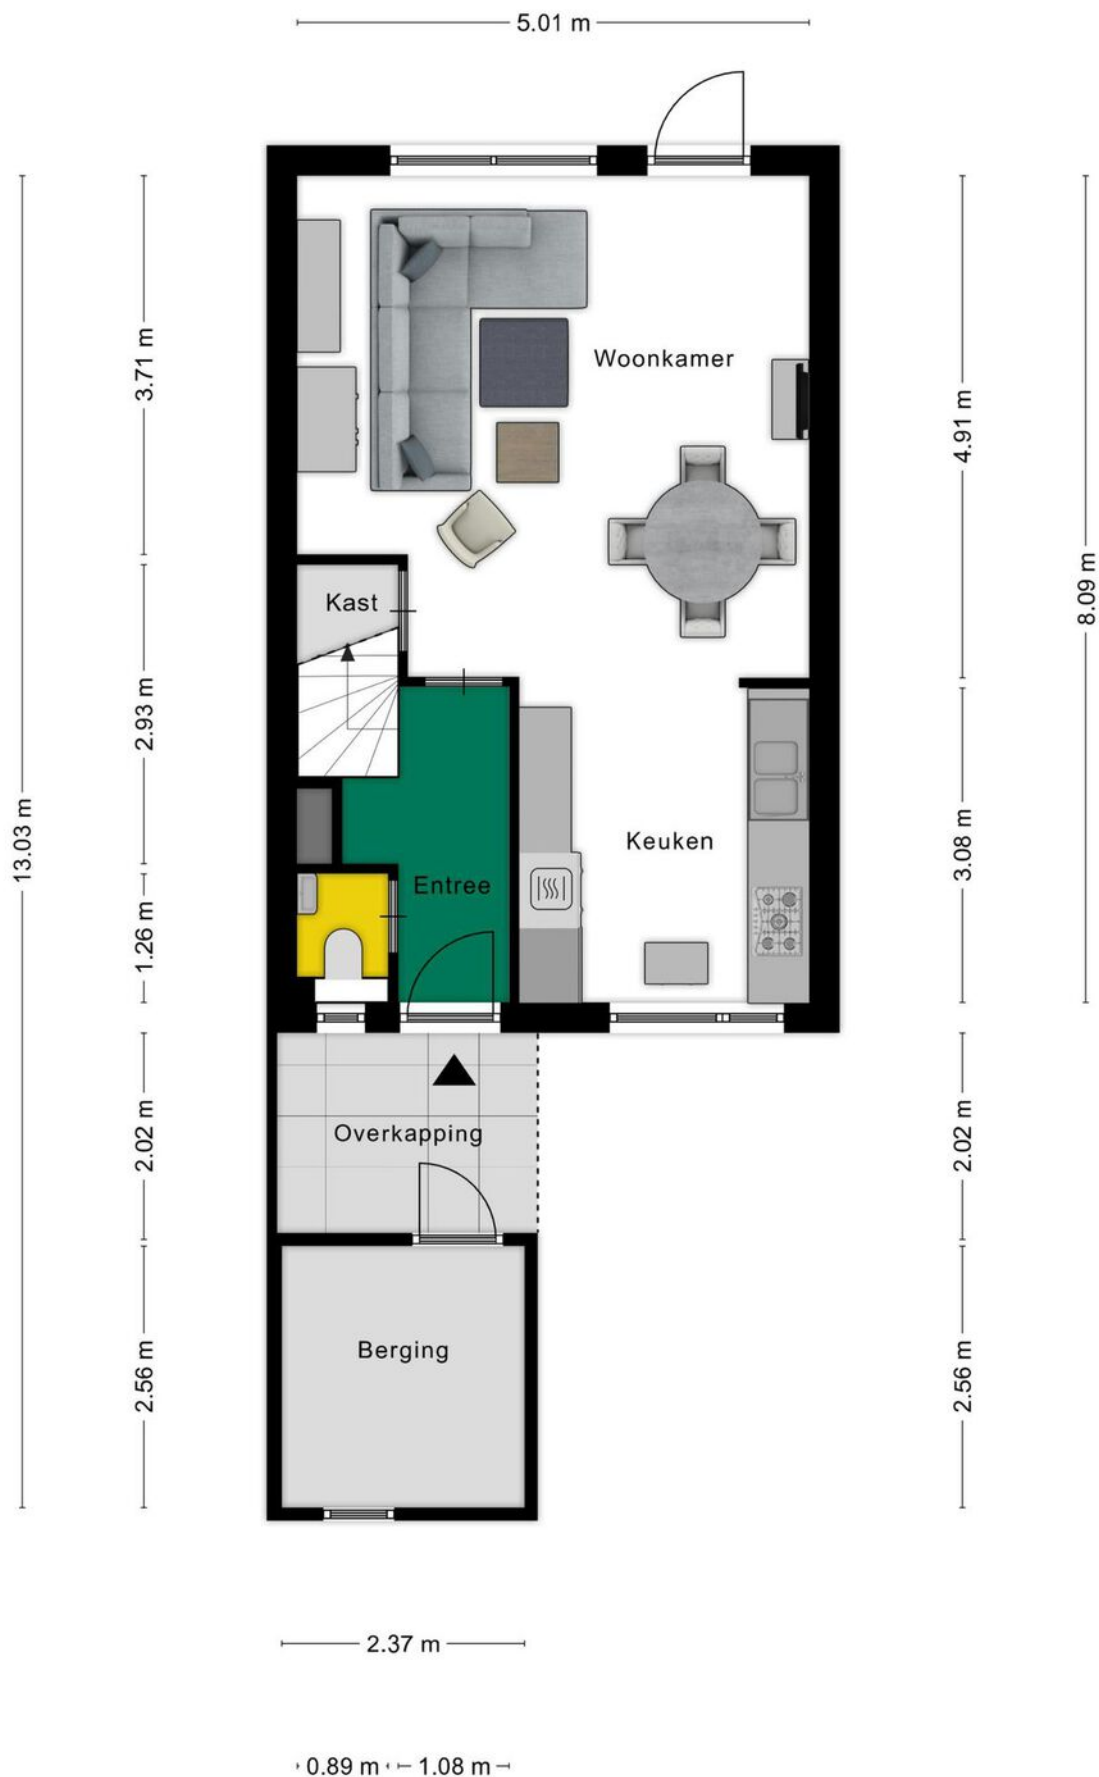 5.01 m
Woonkamer
3.71 m
4.91 m
8.09 m
Kast
2.93 m
13.03 m
Keuken
3.08 m
Entree
1.26 m
Overkapping
2.02 m
2.02 m
Berging
2.56 m
2.56 m
2.37 m
0.89 m
1.08 m